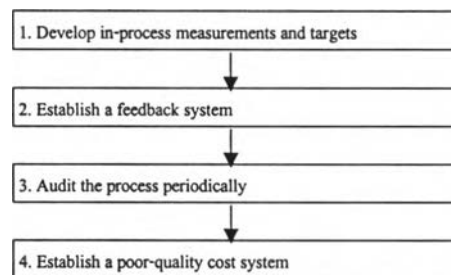 1. Develop in-process measurements and targets
2. Establish a feedback system
3. Audit the process periodically
4. Establish a poor-quality cost system